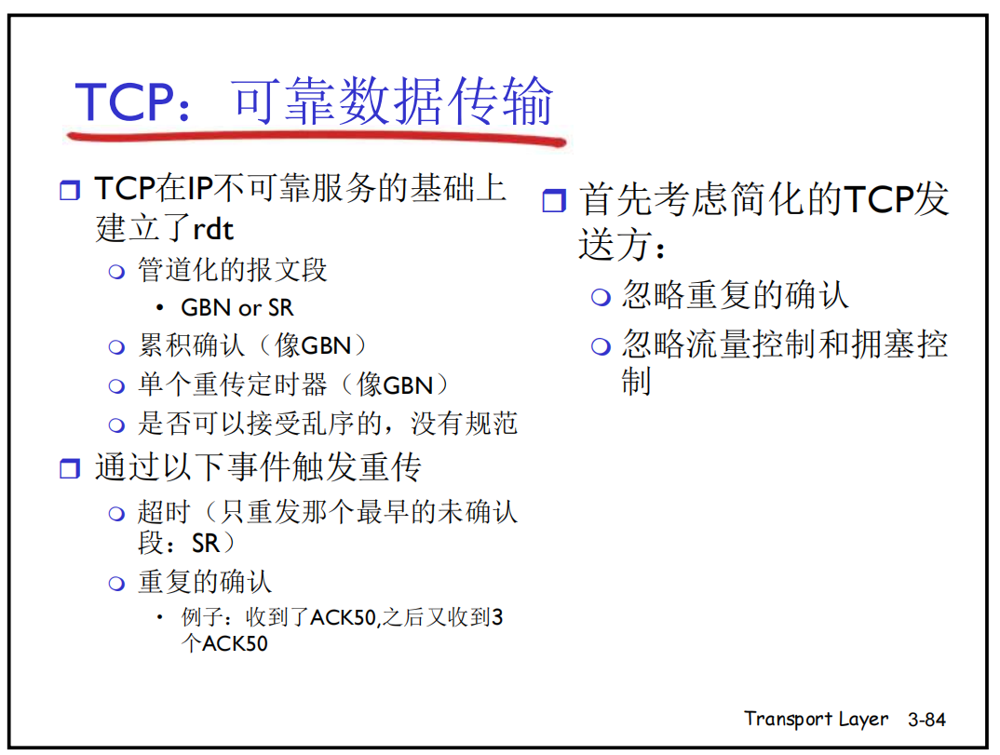 TCP：可靠数据传输
TCP在IP不可靠服务的基础上
建立了rdt
管道化的报文段
• GBN or SR
累积确认（像GBN）
单个重传定时器（像GBN）
是否可以接受乱序的，没有规范
通过以下事件触发重传
超时（只重发那个最早的未确认
段：SR）
重复的确认
• 例子：收到了ACK50,之后又收到3
个ACK50
首先考虑简化的TCP发
送方：
忽略重复的确认
忽略流量控制和拥塞控
制
Transport Layer 3-84